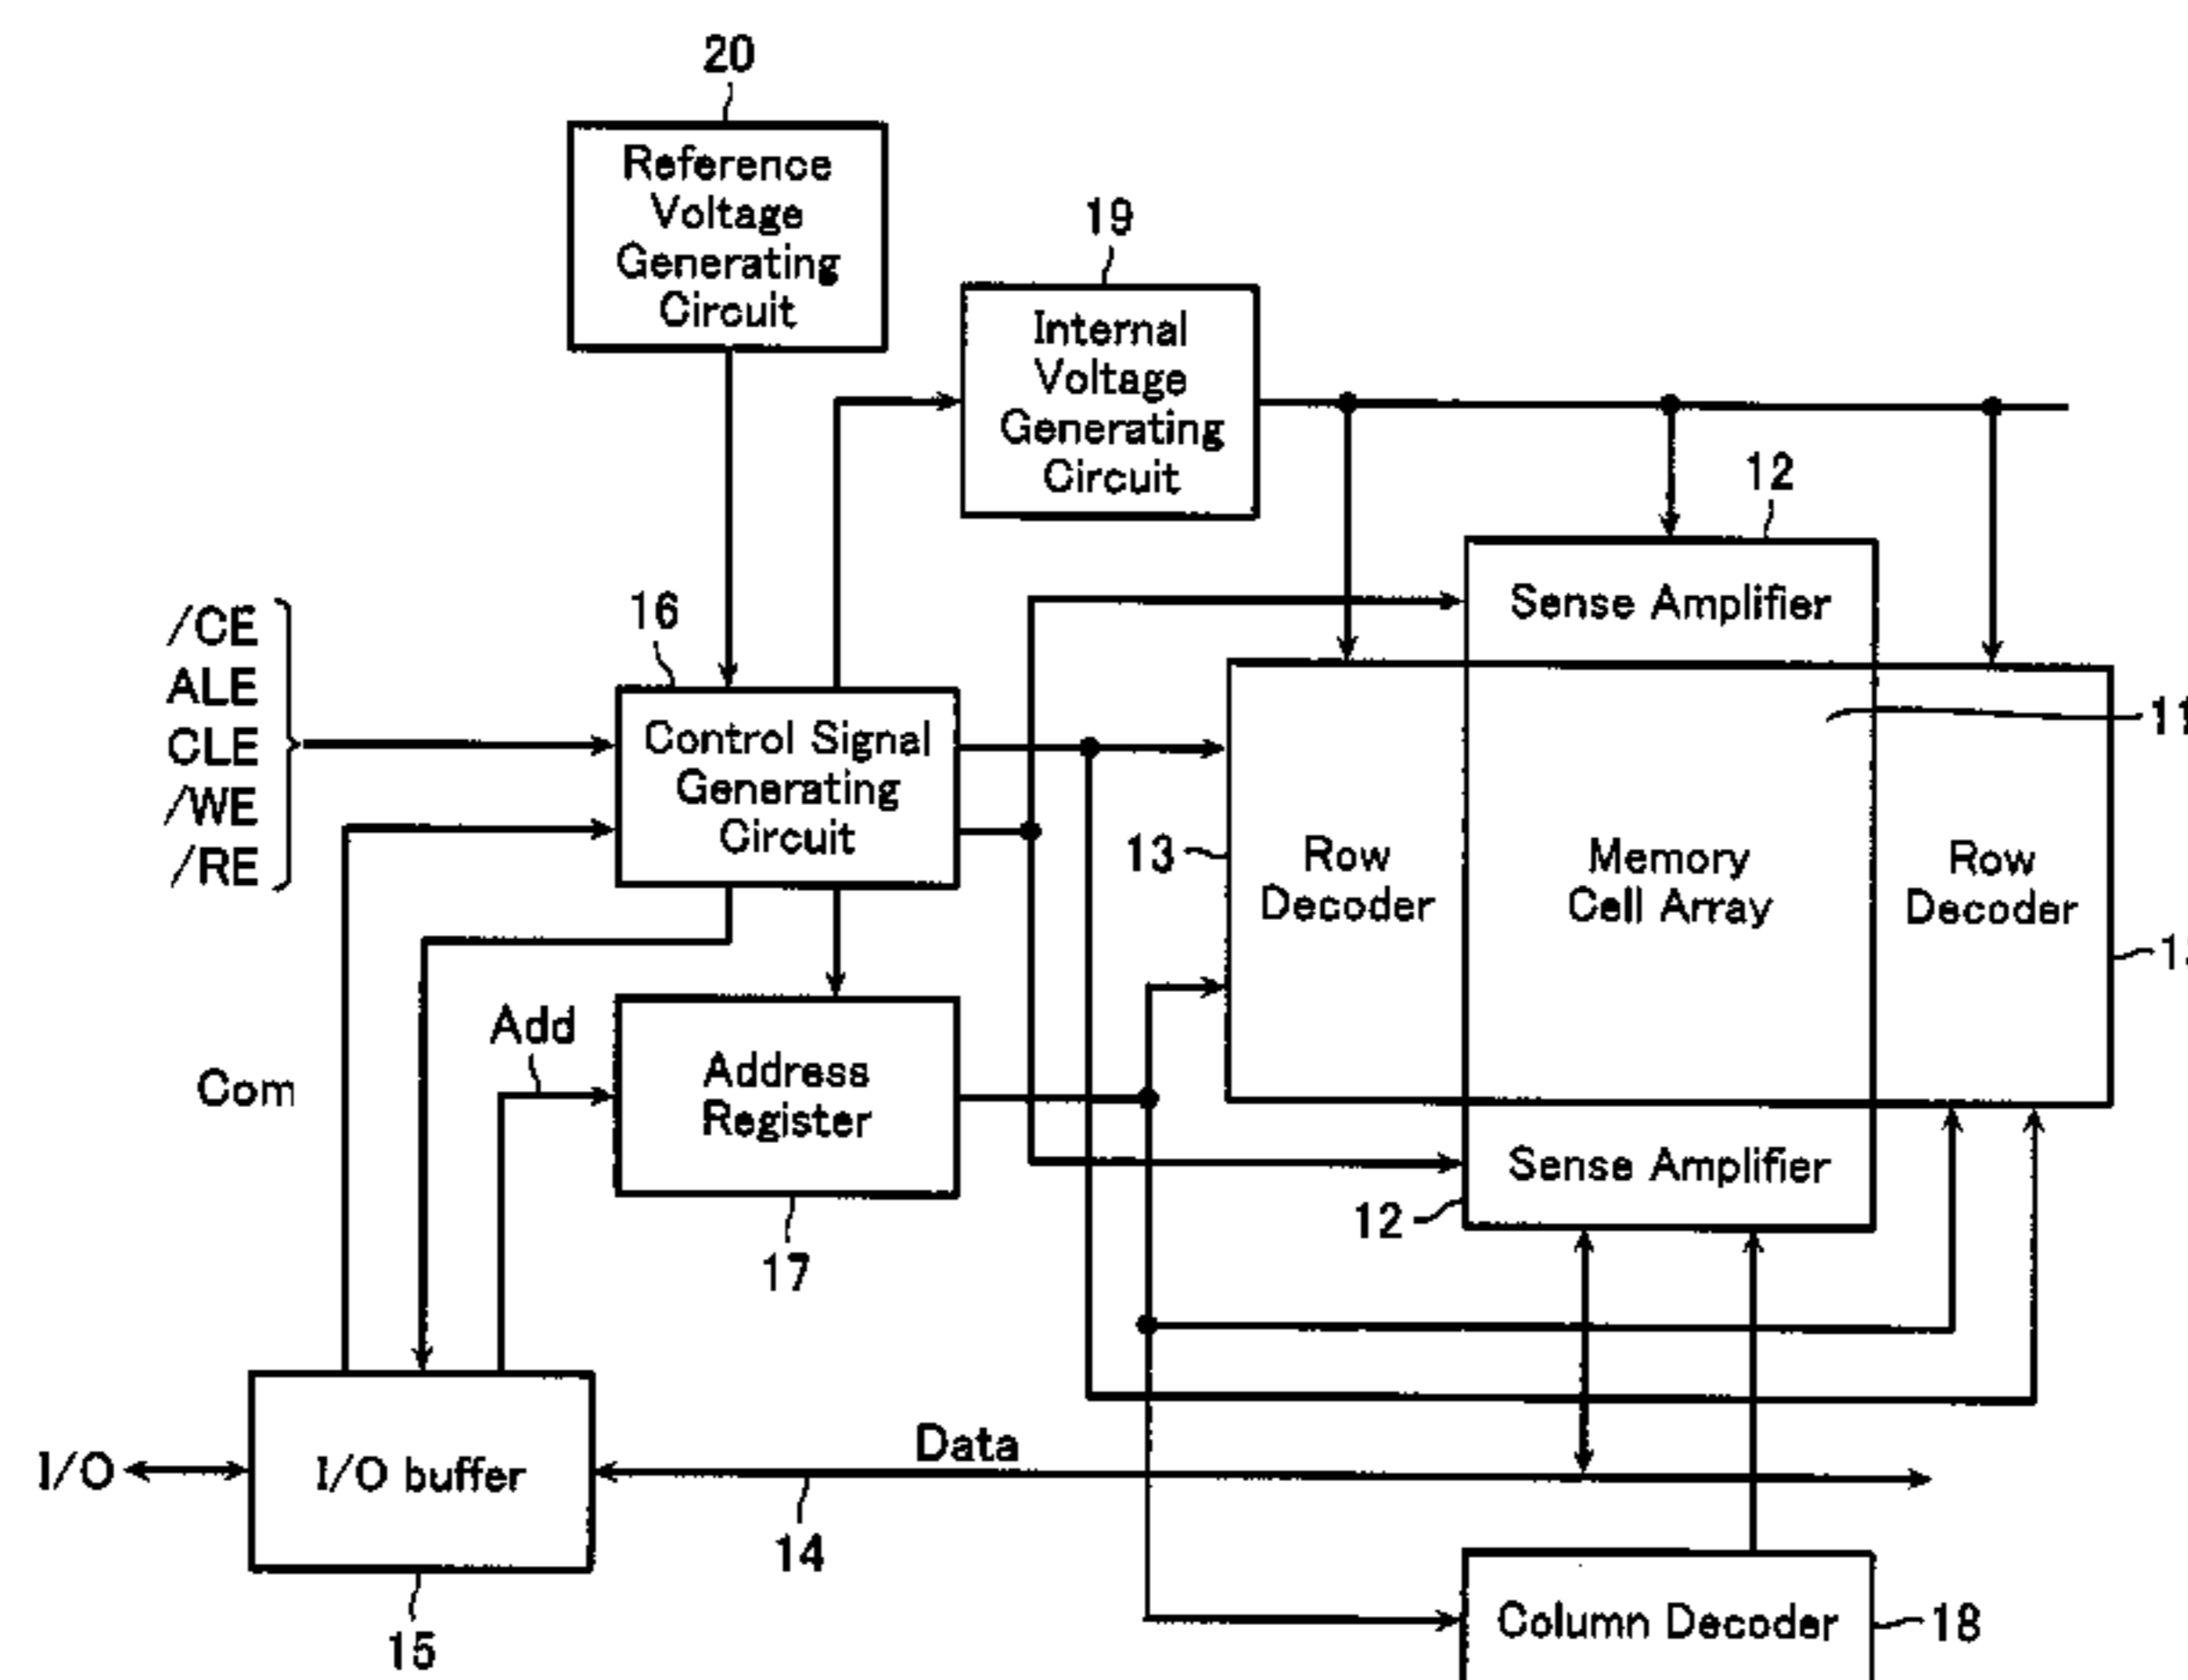 20
Reference
Voltage
Generating
Circuit
19
Internal
Voltage
Generating
Circuit
12
Sense Amplifier
/CE
ALE
CLE
/WE
/RE
16
Control Signal
Generating
Circuit
11
13
Row
Decoder
Memory
Cell Array
Row
Decoder
Add
Com
Address
Register
Sense Amplifier
12
17
Data
I/O
I/O buffer
14
15
Column Decoder
18